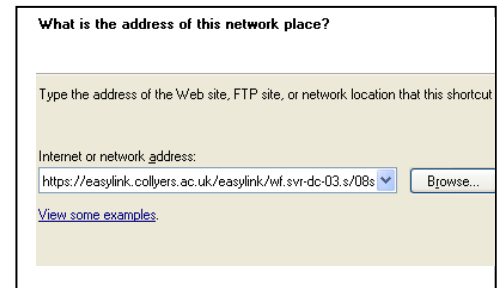 What is the address of this network place?
Type the address of the Web site, FTP site, or network location that this shortcut
Internet or network address:
https://easylink.collyers.ac.uk/easylink/wf.svr-dc-03.s/08s
Browse...
View some examples.